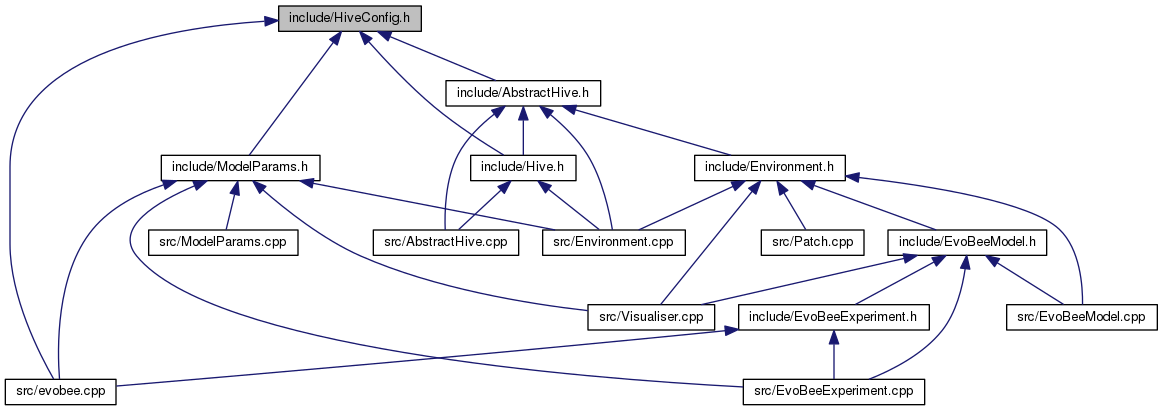 include/HiveConfig.h
include/AbstractHive.h
include/ModelParams.h
include/Hive.h
include/Environment.h
src/ModelParams.cpp
src/AbstractHive.cpp
src/Environment.cpp
src/Patch.cpp
include/EvoBeeModel.h
src/Visualiser.cpp
include/EvoBeeExperiment.h
src/EvoBeeModel.cpp
src/evobee.cpp
src/EvoBeeExperiment.cpp